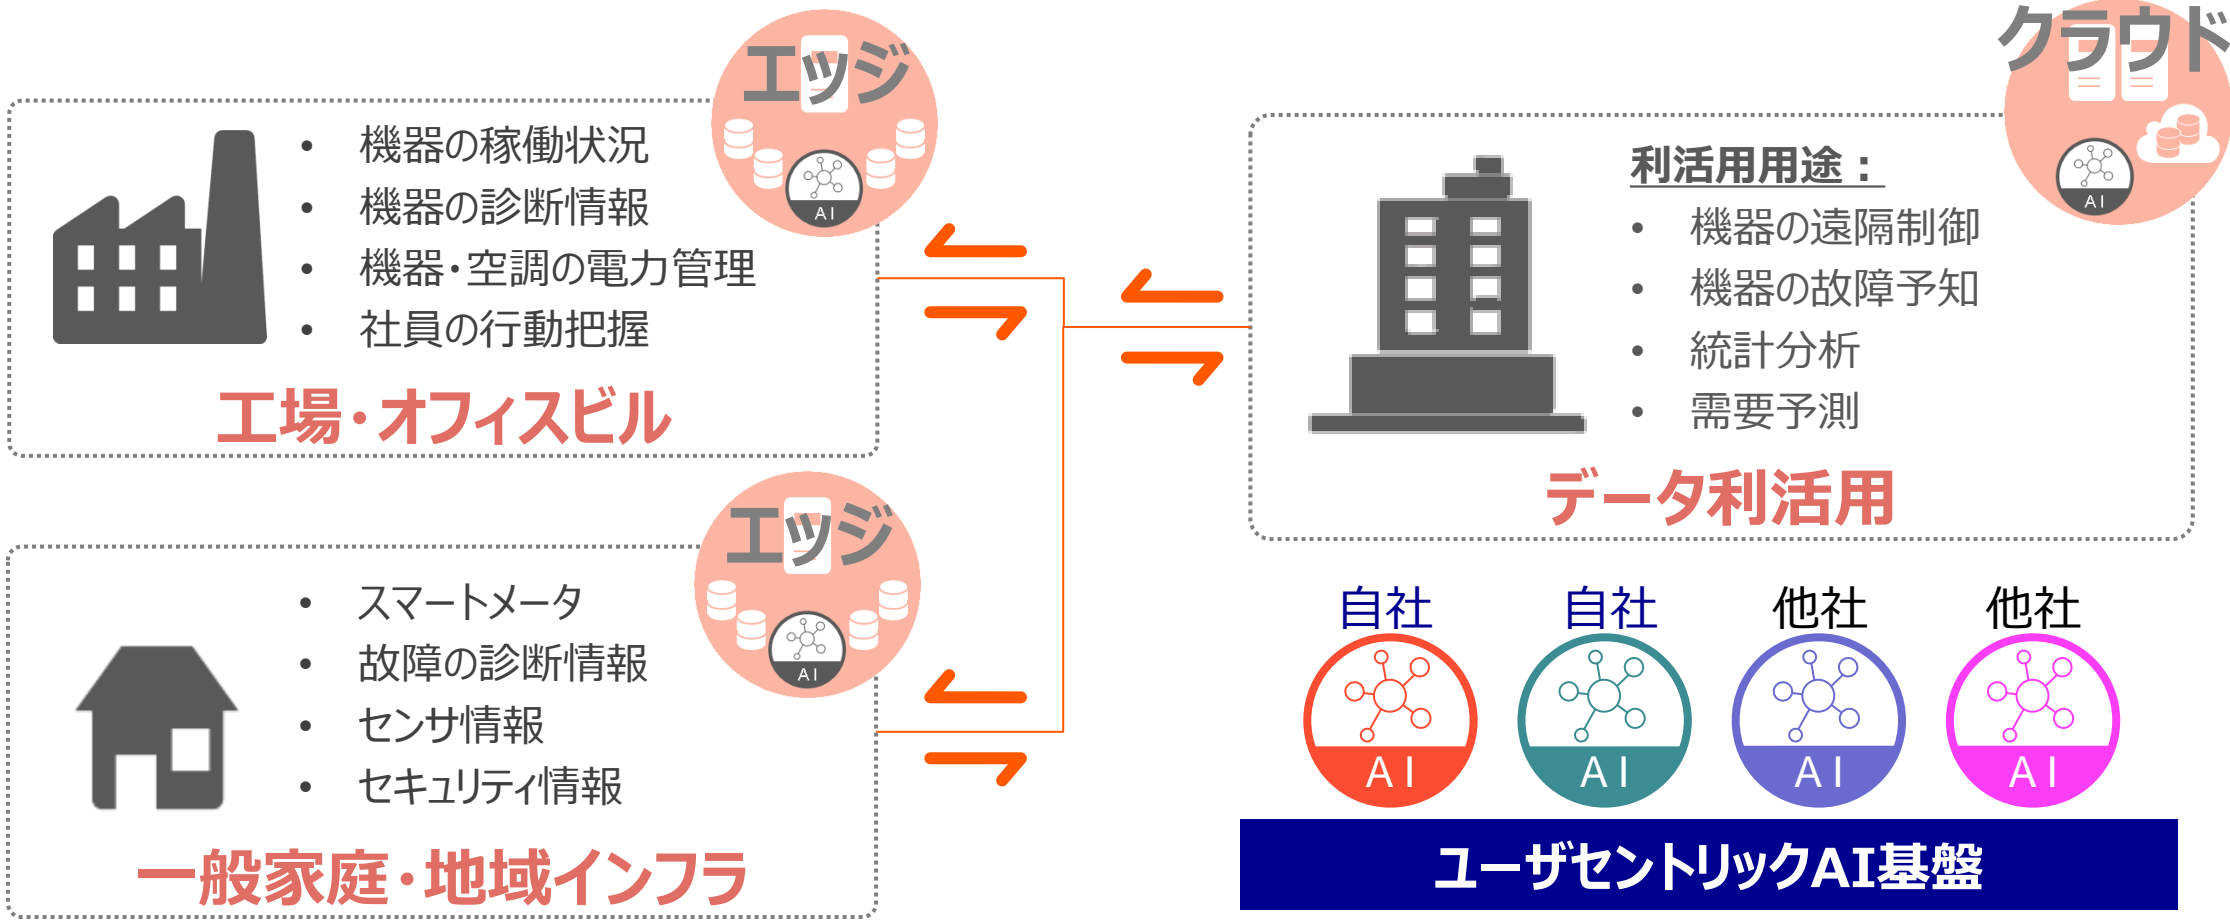 エッジ
• 機器の稼働状況
• 機器の診断情報
• 機器・空調の電力管理
• 社員の行動把握
AI
工場・オフィスビル
エッジ
• スマートメータ
• 故障の診断情報
• センサ情報
• セキュリティ情報
AI
一般家庭・地域インフラ
クラウド
利活用用途：
• 機器の遠隔制御
• 機器の故障予知
• 統計分析
• 需要予測
AI
データ利活用
自社 自社 他社 他社
AI AI AI AI
ユーザセントリックAI基盤